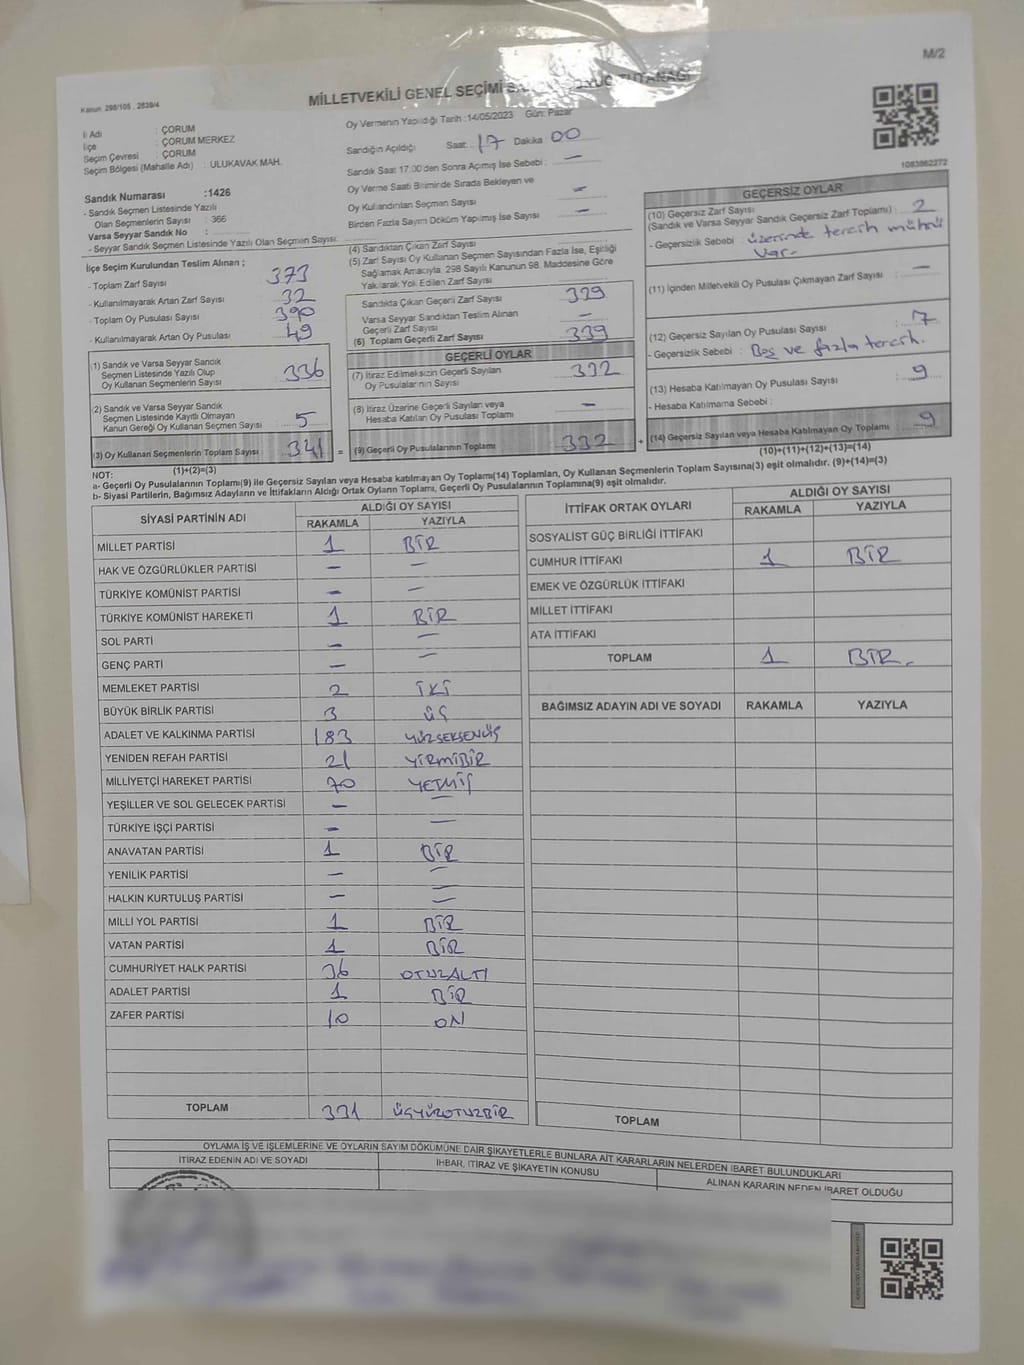 M/2
Kanun 298/105 , 2839/4
MİLLETVEKİLİ GENEL SEÇİMİ TUTANAĞI
İl Adı : ÇORUM
İlçe : ÇORUM MERKEZ
Seçim Çevresi : ÇORUM
Seçim Bölgesi (Mahalle Adı) : ULUKAVAK MAH.
Oy Vermenin Yapıldığı Tarih :14/05/2023 Gün: Pazar
Sandığın Açıldığı Saat: 17 Dakika 00
Sandık Saat 17:00'den Sonra Açılmış İse Sebebi : —
Oy Verme Saati Bitiminde Sırada Bekleyen ve
Oy Kullandırılan Seçmen Sayısı : —
Birden Fazla Sayım Döküm Yapılmış İse Sayısı : —
1083862272
Sandık Numarası :1426
- Sandık Seçmen Listesinde Yazılı
Olan Seçmenlerin Sayısı : 366
Varsa Seyyar Sandık No :
- Seyyar Sandık Seçmen Listesinde Yazılı Olan Seçmen Sayısı:
İlçe Seçim Kurulundan Teslim Alınan ;
- Toplam Zarf Sayısı : 373
- Kullanılmayarak Artan Zarf Sayısı : 32
- Toplam Oy Pusulası Sayısı : 390
- Kullanılmayarak Artan Oy Pusulası : 49
(1) Sandık ve Varsa Seyyar Sandık
Seçmen Listesinde Yazılı Olup
Oy Kullanan Seçmenlerin Sayısı 336
(2) Sandık ve Varsa Seyyar Sandık
Seçmen Listesinde Kayıtlı Olmayan
Kanun Gereği Oy Kullanan Seçmen Sayısı 5
(3) Oy Kullanan Seçmenlerin Toplam Sayısı 341 =
(1)+(2)=(3)
(4) Sandıktan Çıkan Zarf Sayısı
(5) Zarf Sayısı Oy Kullanan Seçmen Sayısından Fazla İse, Eşitliği
Sağlamak Amacıyla, 298 Sayılı Kanunun 98. Maddesine Göre
Yakılarak Yok Edilen Zarf Sayısı
Sandıkta Çıkan Geçerli Zarf Sayısı 339
Varsa Seyyar Sandıktan Teslim Alınan
Geçerli Zarf Sayısı —
(6) Toplam Geçerli Zarf Sayısı 339
GEÇERLİ OYLAR
(7) İtiraz Edilmeksizin Geçerli Sayılan
Oy Pusulalarının Sayısı 332
(8) İtiraz Üzerine Geçerli Sayılan veya
Hesaba Katılan Oy Pusulası Toplamı —
(9) Geçerli Oy Pusulalarının Toplamı 332 +
GEÇERSİZ OYLAR
(10) Geçersiz Zarf Sayısı
(Sandık ve Varsa Seyyar Sandık Geçersiz Zarf Toplamı) : 2
- Geçersizlik Sebebi : üzerinde tercih mührü
var.
(11) İçinden Milletvekili Oy Pusulası Çıkmayan Zarf Sayısı : —
(12) Geçersiz Sayılan Oy Pusulası Sayısı : 7
- Geçersizlik Sebebi : Boş ve fazla tercih.
(13) Hesaba Katılmayan Oy Pusulası Sayısı : 9
- Hesaba Katılmama Sebebi :
(14) Geçersiz Sayılan veya Hesaba Katılmayan Oy Toplamı 9
(10)+(11)+(12)+(13)=(14)
NOT:
a- Geçerli Oy Pusulalarının Toplamı(9) ile Geçersiz Sayılan veya Hesaba katılmayan Oy Toplamı(14) Toplamları, Oy Kullanan Seçmenlerin Toplam Sayısına(3) eşit olmalıdır. (9)+(14)=(3)
b- Siyasi Partilerin, Bağımsız Adayların ve İttifakların Aldığı Ortak Oyların Toplamı, Geçerli Oy Pusulalarının Toplamına(9) eşit olmalıdır.
SİYASİ PARTİNİN ADI ALDIĞI OY SAYISI
RAKAMLA YAZIYLA
MİLLET PARTİSİ 1 BİR
HAK VE ÖZGÜRLÜKLER PARTİSİ — —
TÜRKİYE KOMÜNİST PARTİSİ — —
TÜRKİYE KOMÜNİST HAREKETİ 1 BİR
SOL PARTİ — —
GENÇ PARTİ — —
MEMLEKET PARTİSİ 2 İKİ
BÜYÜK BİRLİK PARTİSİ 3 ÜÇ
ADALET VE KALKINMA PARTİSİ 183 YÜZSEKSENÜÇ
YENİDEN REFAH PARTİSİ 21 YİRMİBİR
MİLLİYETÇİ HAREKET PARTİSİ 70 YETMİŞ
YEŞİLLER VE SOL GELECEK PARTİSİ — —
TÜRKİYE İŞÇİ PARTİSİ — —
ANAVATAN PARTİSİ 1 BİR
YENİLİK PARTİSİ — —
HALKIN KURTULUŞ PARTİSİ — —
MİLLİ YOL PARTİSİ 1 BİR
VATAN PARTİSİ 1 BİR
CUMHURİYET HALK PARTİSİ 36 OTUZALTI
ADALET PARTİSİ 1 BİR
ZAFER PARTİSİ 10 ON
TOPLAM 331 ÜÇYÜZOTUZBİR
İTTİFAK ORTAK OYLARI ALDIĞI OY SAYISI
RAKAMLA YAZIYLA
SOSYALİST GÜÇ BİRLİĞİ İTTİFAKI
CUMHUR İTTİFAKI 1 BİR
EMEK VE ÖZGÜRLÜK İTTİFAKI
MİLLET İTTİFAKI
ATA İTTİFAKI
TOPLAM 1 BİR.
BAĞIMSIZ ADAYIN ADI VE SOYADI RAKAMLA YAZIYLA
TOPLAM
OYLAMA İŞ VE İŞLEMLERİNE VE OYLARIN SAYIM DÖKÜMÜNE DAİR ŞİKAYETLERLE BUNLARA AİT KARARLARIN NELERDEN İBARET BULUNDUKLARI
İTİRAZ EDENİN ADI VE SOYADI İHBAR, İTİRAZ VE ŞİKAYETİN KONUSU ALINAN KARARIN NEDEN İBARET OLDUĞU